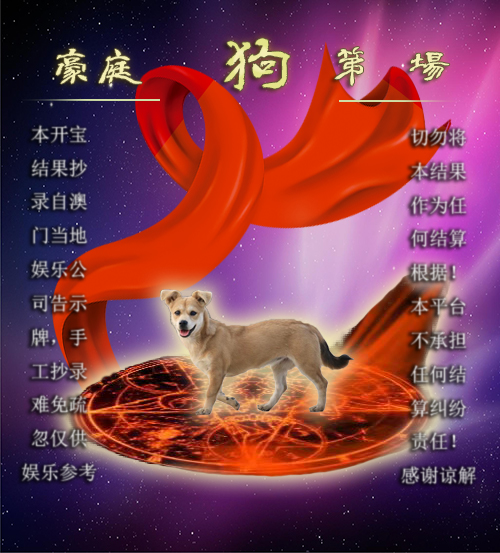 豪庭 狗 第 場
本开宝
结果抄
录自澳
门当地
娱乐公
司告示
牌，手
工抄录
难免疏
忽仅供
娱乐参考
切勿将
本结果
作为任
何结算
根据！
本平台
不承担
任何结
算纠纷
责任！
感谢谅解